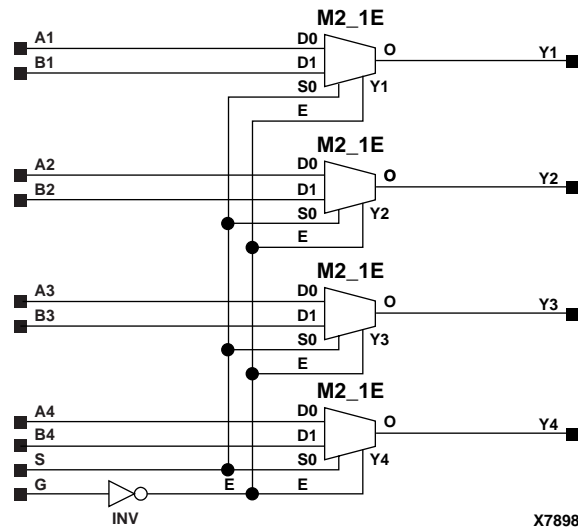 M2_1E
A1 D0 O Y1
B1 D1
S0 Y1
E
M2_1E
A2 D0 O Y2
B2 D1
S0 Y2
E
M2_1E
A3 D0 O Y3
B3 D1
S0 Y3
E
M2_1E
A4 D0 O Y4
B4 D1
S S0 Y4
G E E
INV
X7898